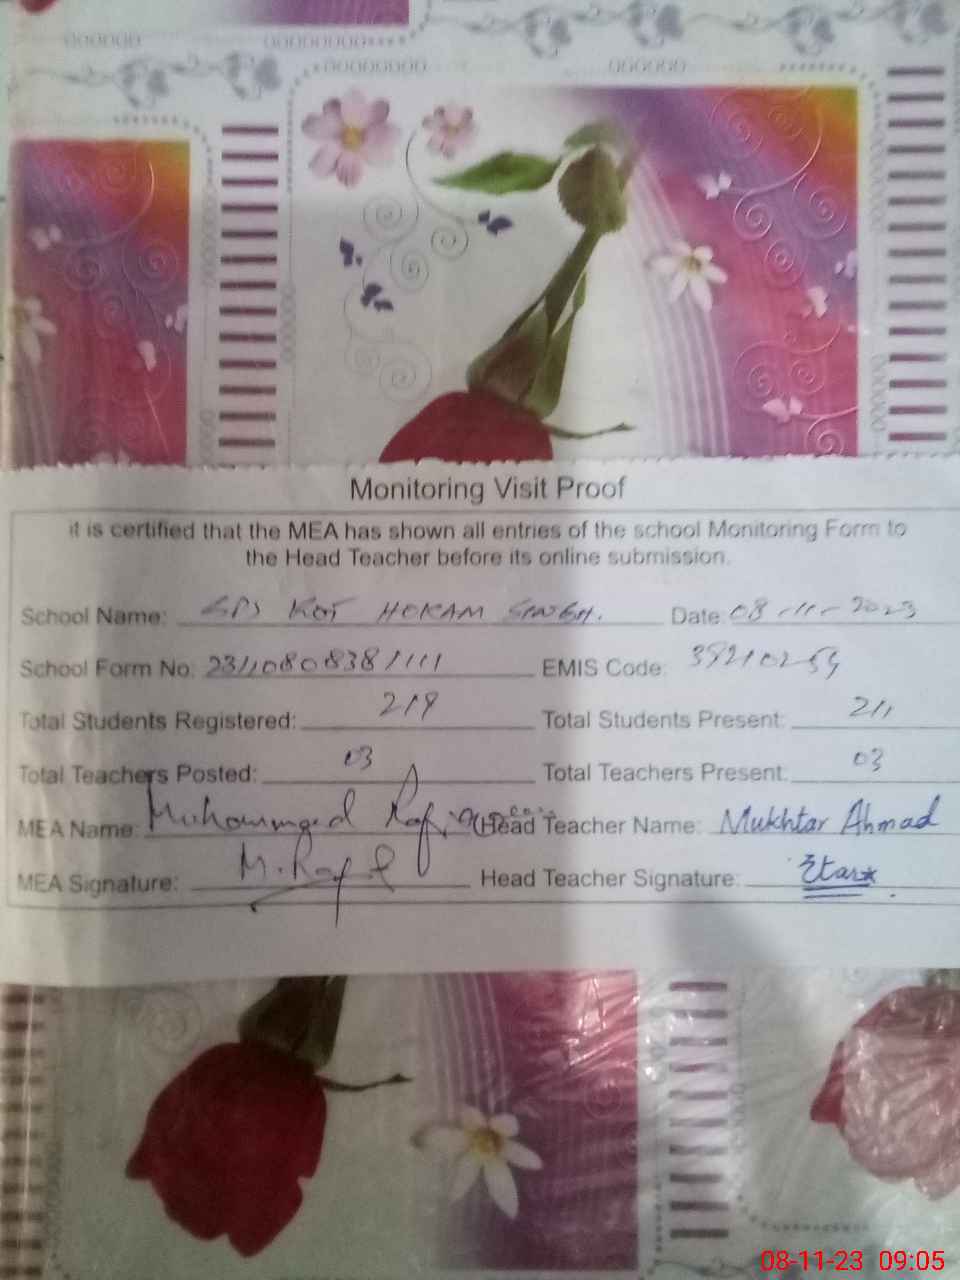 Monitoring Visit Proof
it is certified that the MEA has shown all entries of the school Monitoring Form to
the Head Teacher before its online submission.
School Name: GPS KOT HOKAM SINGH. Date: 08-11-2023
School Form No: 23110808381111 EMIS Code: 39210254
Total Students Registered: 219 Total Students Present: 211
Total Teachers Posted: 03 Total Teachers Present: 03
MEA Name: Muhammad Rafi Head Teacher Name: Mukhtar Ahmad
MEA Signature: M. Rafi Head Teacher Signature:
08-11-23 09:05